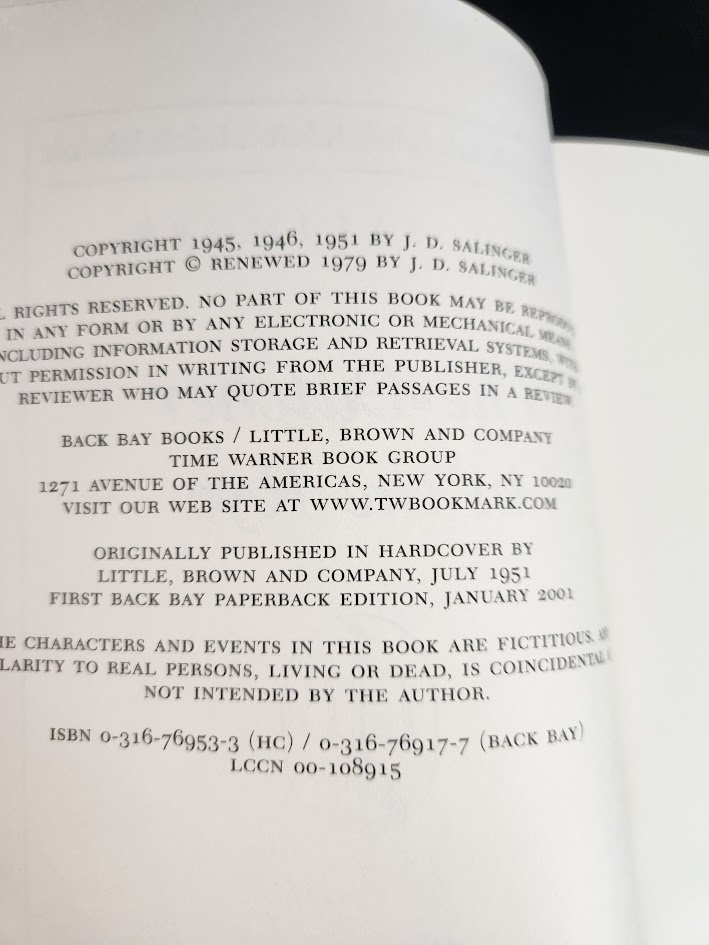 COPYRIGHT 1945, 1946, 1951 BY J. D. SALINGER
COPYRIGHT © RENEWED 1979 BY J. D. SALINGER
RIGHTS RESERVED. NO PART OF THIS BOOK MAY BE
IN ANY FORM OR BY ANY ELECTRONIC OR MECHANICAL
INFORMATION STORAGE AND RETRIEVAL SYSTEMS,
PERMISSION IN WRITING FROM THE PUBLISHER, EXCEPT
REVIEWER WHO MAY QUOTE BRIEF PASSAGES IN A REVIEW.
BACK BAY BOOKS / LITTLE, BROWN AND COMPANY
TIME WARNER BOOK GROUP
1271 AVENUE OF THE AMERICAS, NEW YORK, NY 10020
VISIT OUR WEB SITE AT WWW.TWBOOKMARK.COM
ORIGINALLY PUBLISHED IN HARDCOVER BY
LITTLE, BROWN AND COMPANY, JULY 1951
FIRST BACK BAY PAPERBACK EDITION, JANUARY 2001
CHARACTERS AND EVENTS IN THIS BOOK ARE FICTITIOUS.
TO REAL PERSONS, LIVING OR DEAD, IS COINCIDENTAL
NOT INTENDED BY THE AUTHOR.
ISBN 0-316-76953-3 (HC) / 0-316-76917-7 (BACK BAY)
LCCN 00-108915